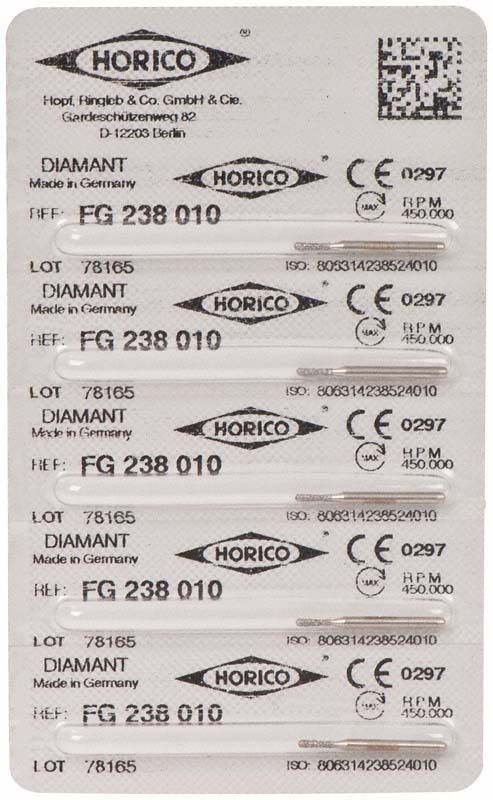 HORICO ®
Hopf, Ringleb & Co. GmbH & Cie.
Gardeschützenweg 82
D-12203 Berlin
DIAMANT HORICO ® CE 0297
Made in Germany
MAX RPM 450.000
REF: FG 238 010
LOT 78165 ISO: 806314238524010
DIAMANT HORICO ® CE 0297
Made in Germany
MAX RPM 450.000
REF: FG 238 010
LOT 78165 ISO: 806314238524010
DIAMANT HORICO ® CE 0297
Made in Germany
MAX RPM 450.000
REF: FG 238 010
LOT 78165 ISO: 806314238524010
DIAMANT HORICO ® CE 0297
Made in Germany
MAX RPM 450.000
REF: FG 238 010
LOT 78165 ISO: 806314238524010
DIAMANT HORICO ® CE 0297
Made in Germany
MAX RPM 450.000
REF: FG 238 010
LOT 78165 ISO: 806314238524010